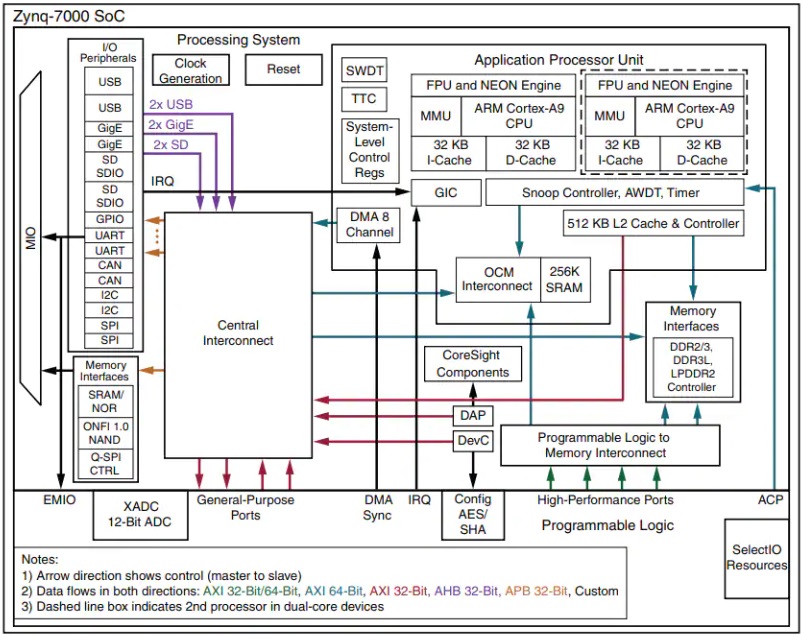 Zynq-7000 SoC
Processing System
I/O
Peripherals
USB
USB
GigE
GigE
SD
SDIO
SD
SDIO
GPIO
UART
UART
CAN
CAN
I2C
I2C
SPI
SPI
MIO
Clock
Generation
Reset
2x USB
2x GigE
2x SD
IRQ
Application Processor Unit
SWDT
TTC
System-
Level
Control
Regs
FPU and NEON Engine
MMU
ARM Cortex-A9
CPU
32 KB
I-Cache
32 KB
D-Cache
FPU and NEON Engine
MMU
ARM Cortex-A9
CPU
32 KB
I-Cache
32 KB
D-Cache
GIC
Snoop Controller, AWDT, Timer
DMA 8
Channel
512 KB L2 Cache & Controller
OCM
Interconnect
256K
SRAM
Central
Interconnect
Memory
Interfaces
DDR2/3,
DDR3L,
LPDDR2
Controller
CoreSight
Components
DAP
DevC
Programmable Logic to
Memory Interconnect
Memory
Interfaces
SRAM/
NOR
ONFI 1.0
NAND
Q-SPI
CTRL
EMIO
XADC
12-Bit ADC
General-Purpose
Ports
DMA
Sync
IRQ
Config
AES/
SHA
High-Performance Ports
ACP
Programmable Logic
SelectIO
Resources
Notes:
1) Arrow direction shows control (master to slave)
2) Data flows in both directions: AXI 32-Bit/64-Bit, AXI 64-Bit, AXI 32-Bit, AHB 32-Bit, APB 32-Bit, Custom
3) Dashed line box indicates 2nd processor in dual-core devices